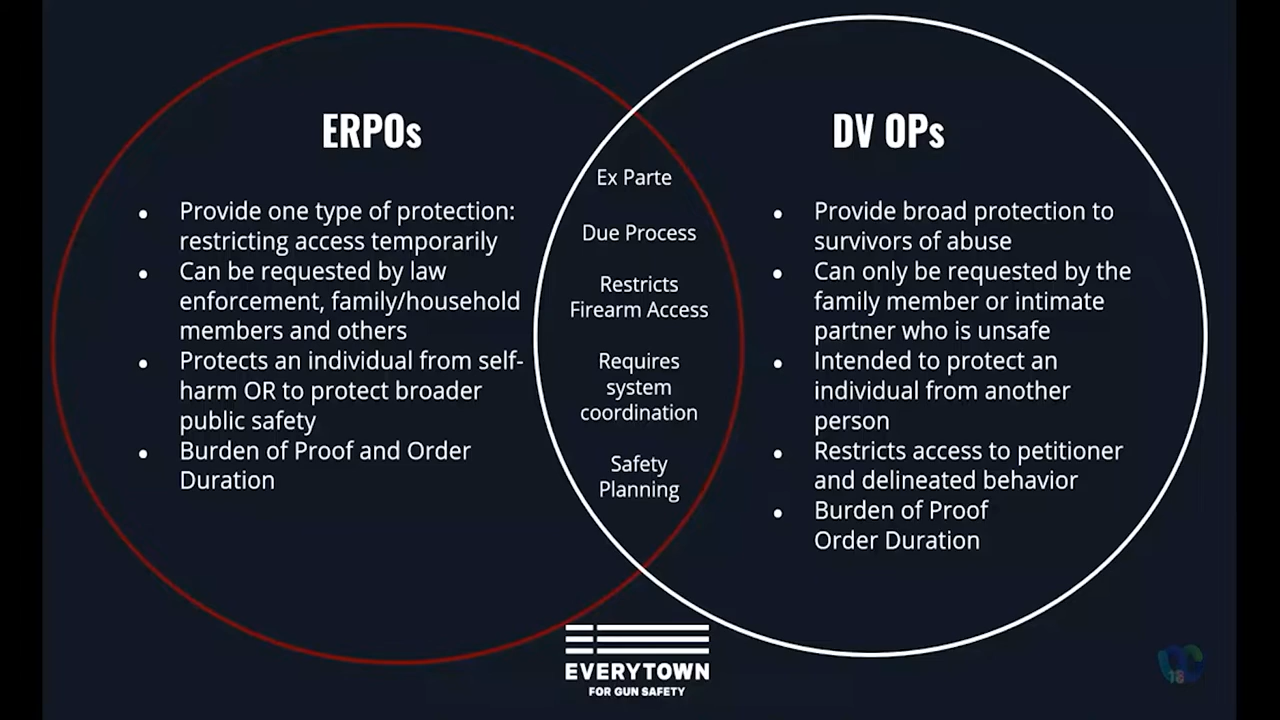 ERPOs
• Provide one type of protection:
restricting access temporarily
• Can be requested by law
enforcement, family/household
members and others
• Protects an individual from self-
harm OR to protect broader
public safety
• Burden of Proof and Order
Duration
Ex Parte
Due Process
Restricts
Firearm Access
Requires
system
coordination
Safety
Planning
DV OPs
• Provide broad protection to
survivors of abuse
• Can only be requested by the
family member or intimate
partner who is unsafe
• Intended to protect an
individual from another
person
• Restricts access to petitioner
and delineated behavior
• Burden of Proof
Order Duration
EVERYTOWN
FOR GUN SAFETY